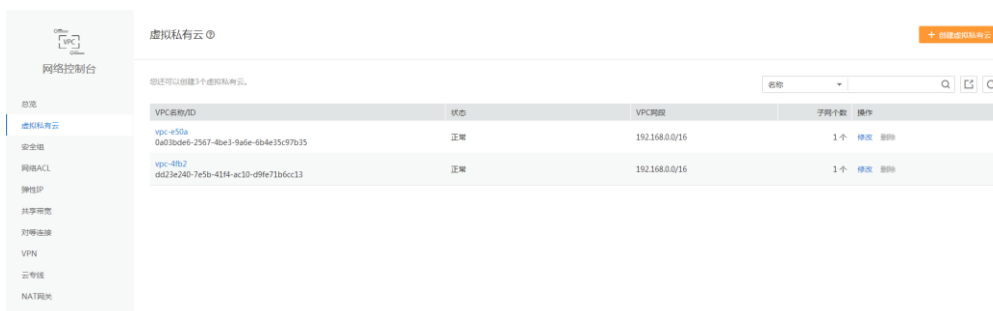 VPC
网络控制台
总览
虚拟私有云
安全组
网络ACL
弹性IP
共享带宽
对等连接
VPN
云专线
NAT网关
虚拟私有云
+ 创建虚拟私有云
您还可以创建3个虚拟私有云。
名称
VPC名称/ID 状态 VPC网段 子网个数 操作
vpc-e50a
0a03bde6-2567-4be3-9a6e-6b4e35c97b35 正常 192.168.0.0/16 1 个 修改 删除
vpc-4fb2
dd23e240-7e5b-41f4-ac10-d9fe71b6cc13 正常 192.168.0.0/16 1 个 修改 删除